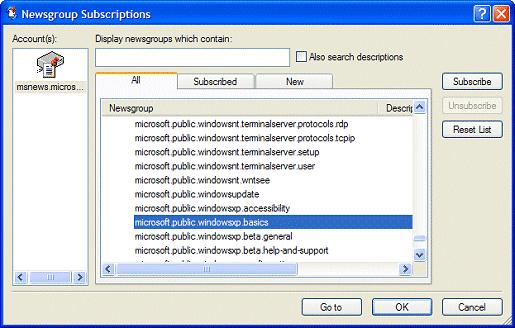 Newsgroup Subscriptions
Account(s):
msnews.micros...
Display newsgroups which contain:
Also search descriptions
All
Subscribed
New
Newsgroup
Descrip
microsoft.public.windowsnt.terminalserver.protocols.rdp
microsoft.public.windowsnt.terminalserver.protocols.tcpip
microsoft.public.windowsnt.terminalserver.setup
microsoft.public.windowsnt.terminalserver.user
microsoft.public.windowsnt.wntsee
microsoft.public.windowsupdate
microsoft.public.windowsxp.accessibility
microsoft.public.windowsxp.basics
microsoft.public.windowsxp.beta.general
microsoft.public.windowsxp.beta.help-and-support
Subscribe
Unsubscribe
Reset List
Go to
OK
Cancel